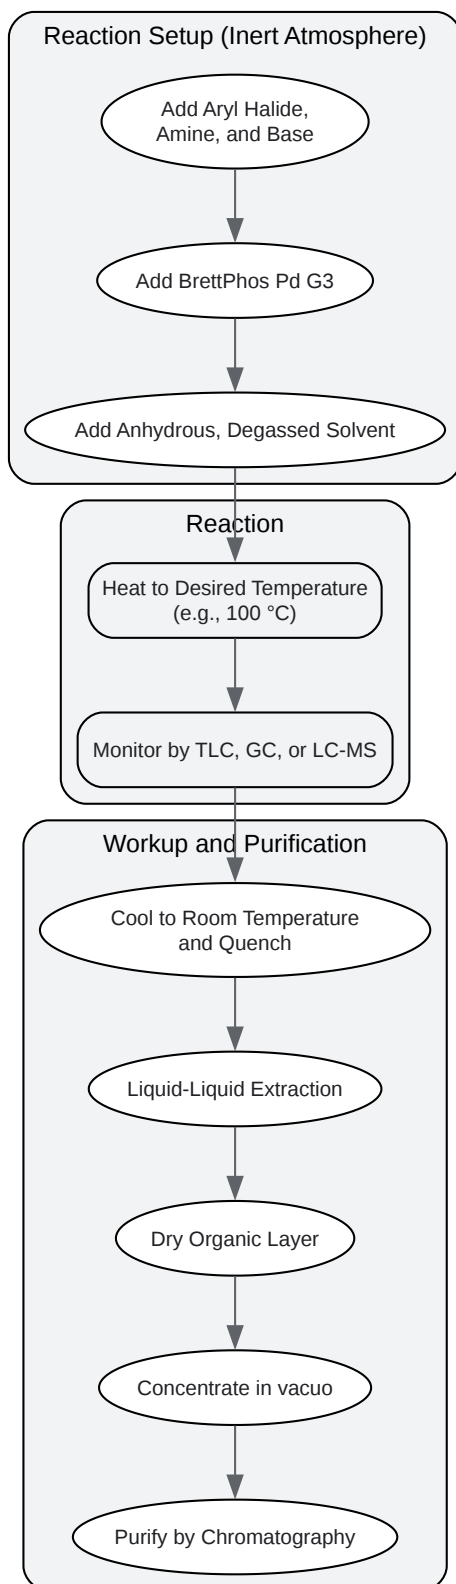 Reaction Setup (Inert Atmosphere)
Add Aryl Halide,
Amine, and Base
Add BrettPhos Pd G3
Add Anhydrous, Degassed Solvent
Reaction
Heat to Desired Temperature
(e.g., 100 °C)
Monitor by TLC, GC, or LC-MS
Workup and Purification
Cool to Room Temperature
and Quench
Liquid-Liquid Extraction
Dry Organic Layer
Concentrate in vacuo
Purify by Chromatography